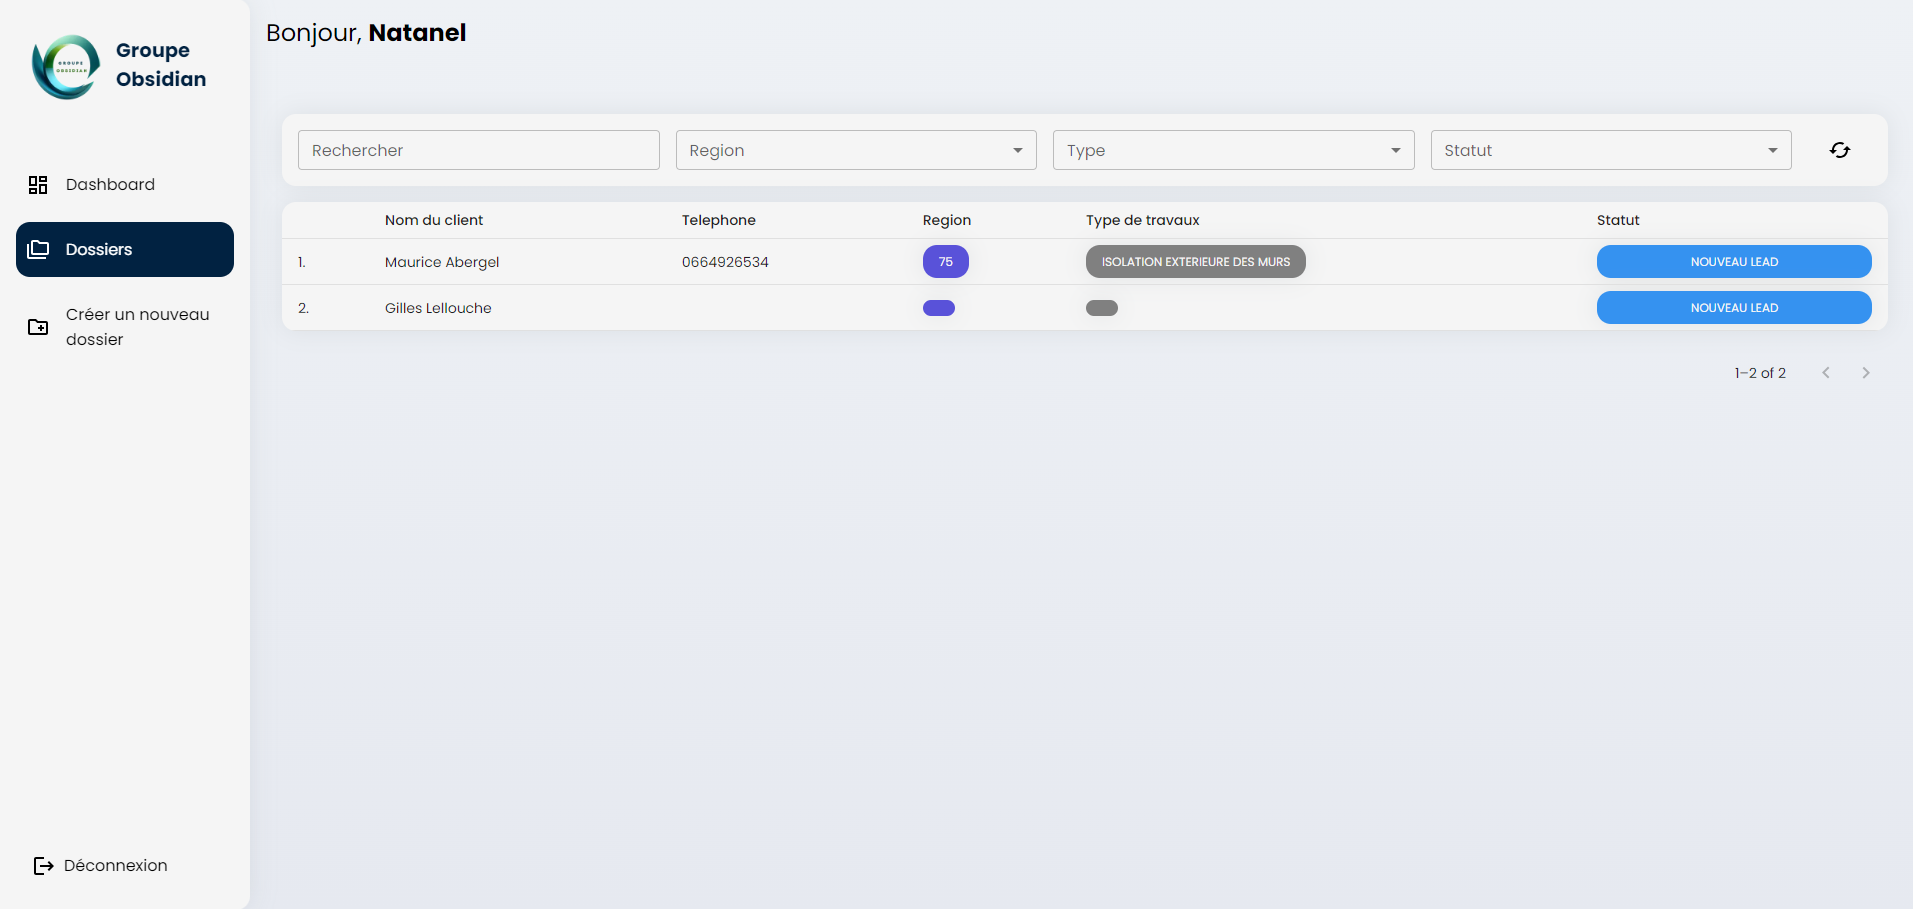 Groupe
Obsidian
GROUPE
OBSIDIAN
Dashboard
Dossiers
Créer un nouveau
dossier
Déconnexion
Bonjour, Natanel
Rechercher Region Type Statut
Nom du client Telephone Region Type de travaux Statut
1. Maurice Abergel 0664926534 75 ISOLATION EXTERIEURE DES MURS NOUVEAU LEAD
2. Gilles Lellouche NOUVEAU LEAD
1–2 of 2